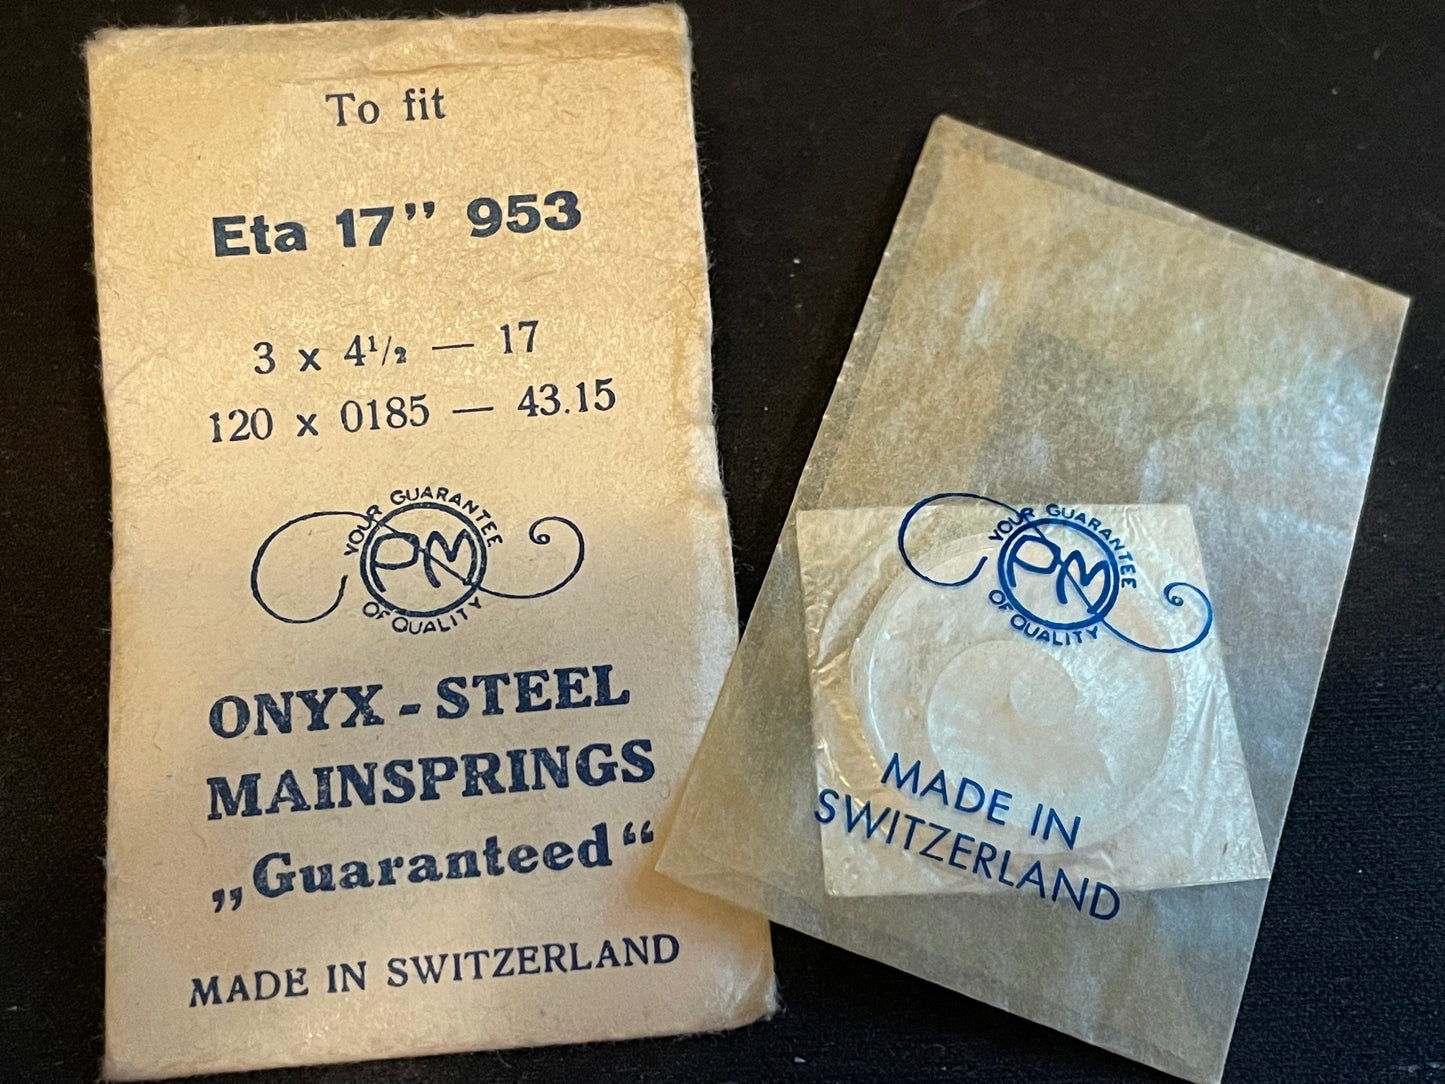 To fit
Eta 17” 953
3 x 4½ — 17
120 x 0185 — 43.15
YOUR GUARANTEE
PM
OF QUALITY
ONYX - STEEL
MAINSPRINGS
„Guaranteed“
MADE IN SWITZERLAND
YOUR GUARANTEE
PM
OF QUALITY
MADE IN
SWITZERLAND